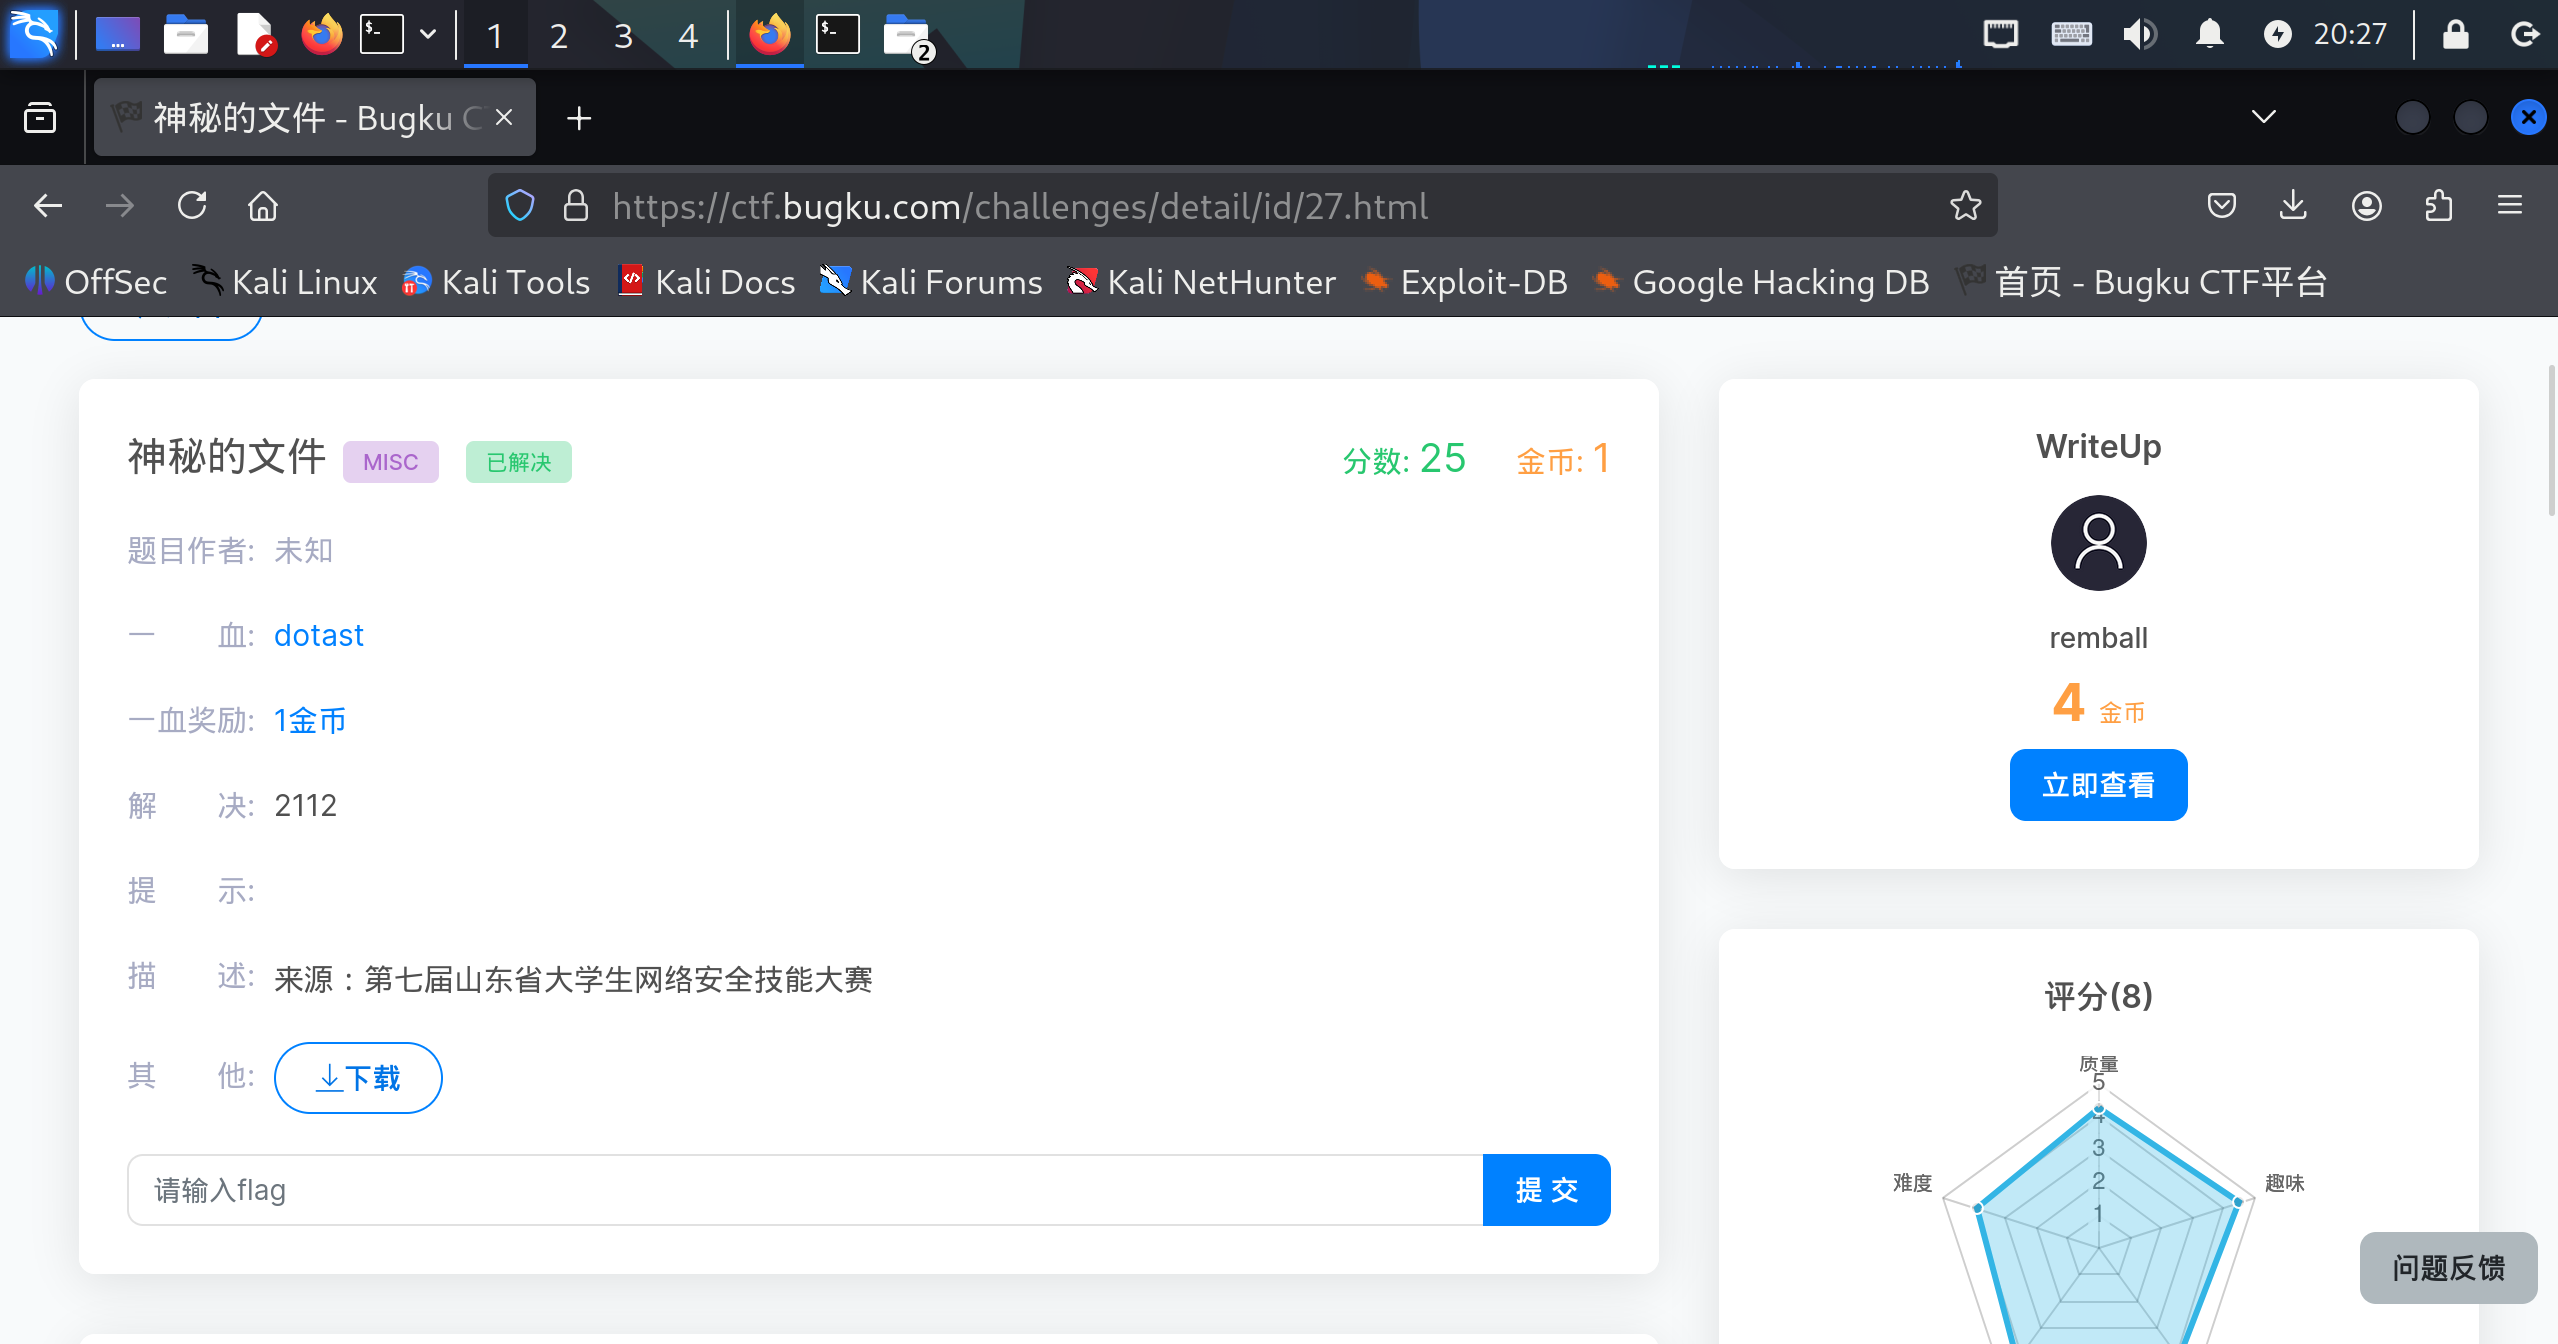 1 2 3 4
2
20:27
神秘的文件 - Bugku C
https://ctf.bugku.com/challenges/detail/id/27.html
OffSec Kali Linux Kali Tools Kali Docs Kali Forums Kali NetHunter Exploit-DB Google Hacking DB 首页 - Bugku CTF平台
神秘的文件 MISC 已解决 分数: 25 金币: 1
题目作者: 未知
一 血: dotast
一血奖励: 1金币
解 决: 2112
提 示:
描 述: 来源：第七届山东省大学生网络安全技能大赛
其 他: 下载
请输入flag 提 交
WriteUp
remball
4 金币
立即查看
评分(8)
质量
5
4
3
2
1
难度
趣味
问题反馈